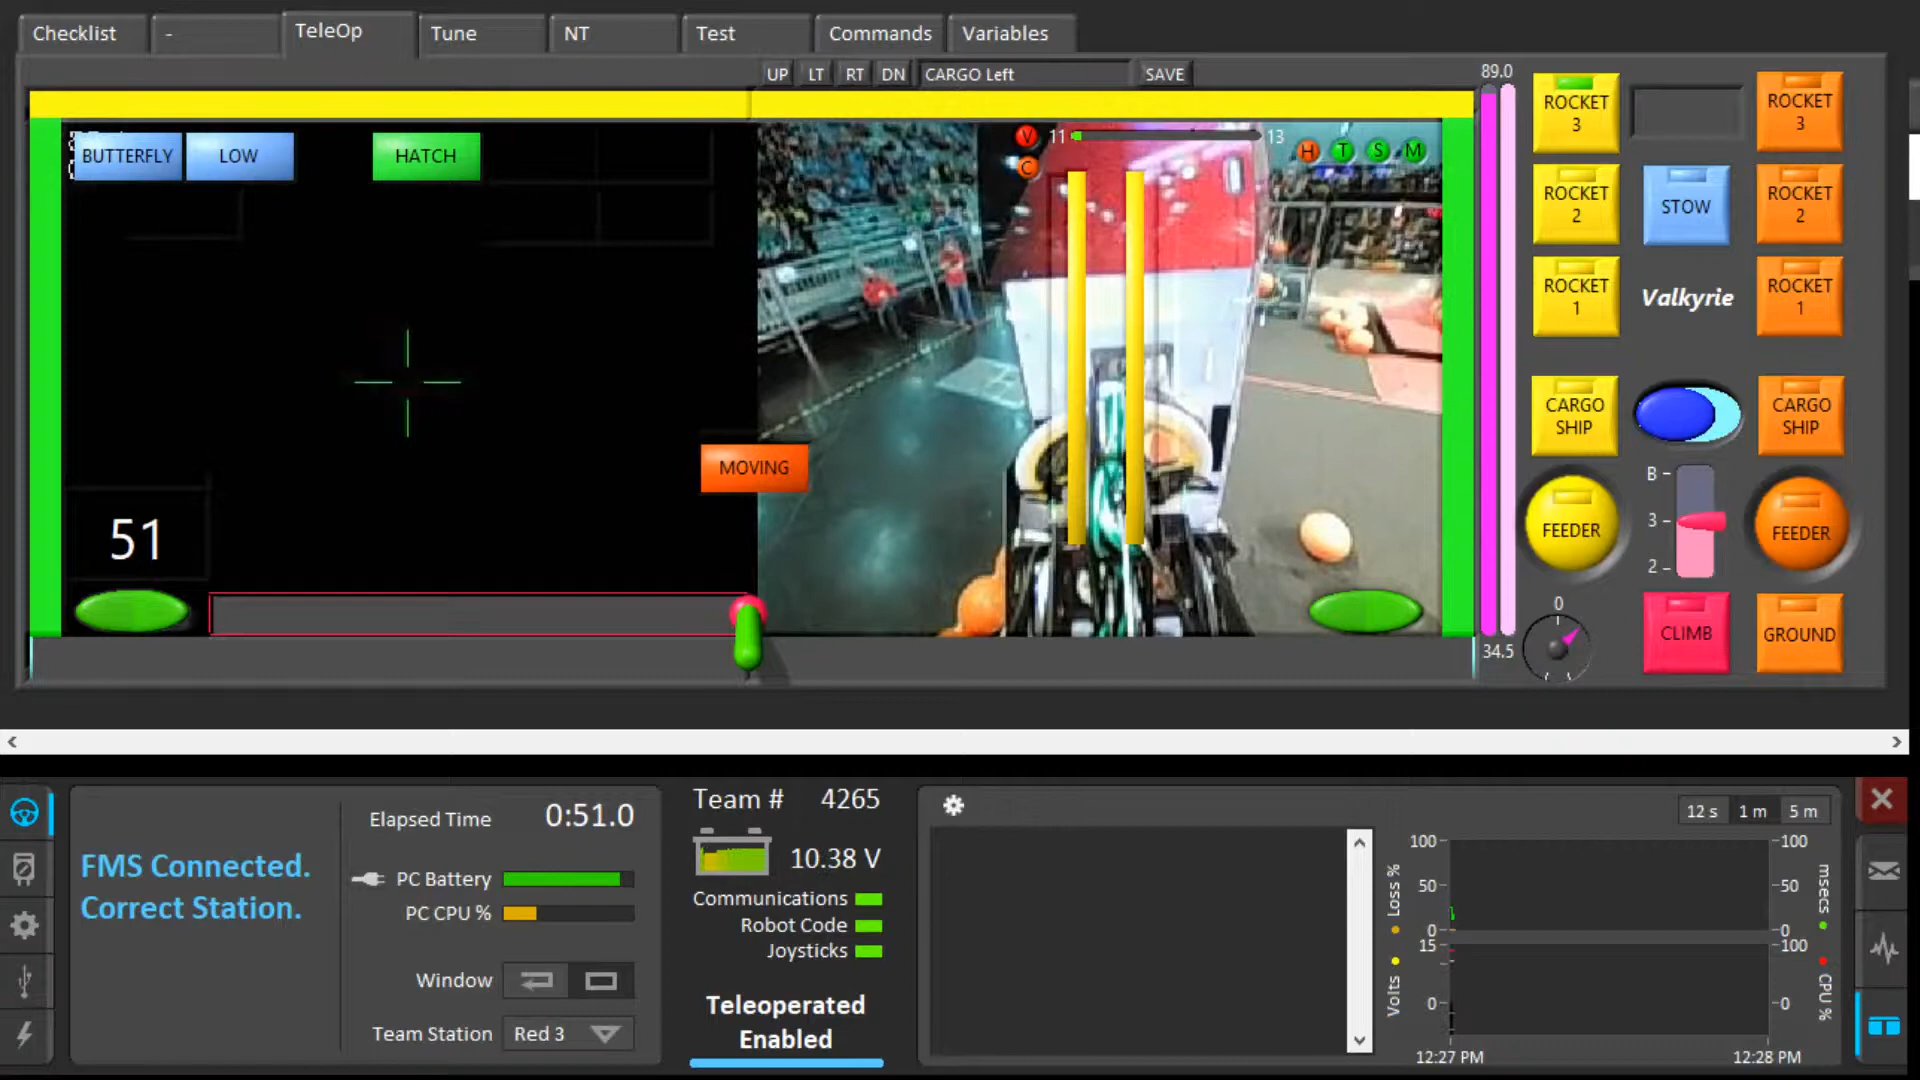 Checklist
-
TeleOp
Tune
NT
Test
Commands
Variables
UP LT RT DN CARGO Left SAVE
89.0
BUTTERFLY LOW HATCH
V 11 13
C
H T S M
MOVING
51
34.5
ROCKET
3
ROCKET
3
ROCKET
2
STOW
ROCKET
2
ROCKET
1
Valkyrie
ROCKET
1
CARGO
SHIP
CARGO
SHIP
B
3
2
FEEDER
FEEDER
0
CLIMB
GROUND
FMS Connected.
Correct Station.
Elapsed Time 0:51.0
PC Battery
PC CPU %
Window
Team Station Red 3
Team # 4265
10.38 V
Communications
Robot Code
Joysticks
Teleoperated
Enabled
12 s 1 m 5 m
100
50
0
15
0
Loss %
Volts
100
50
0
100
0
msecs
CPU %
12:27 PM
12:28 PM